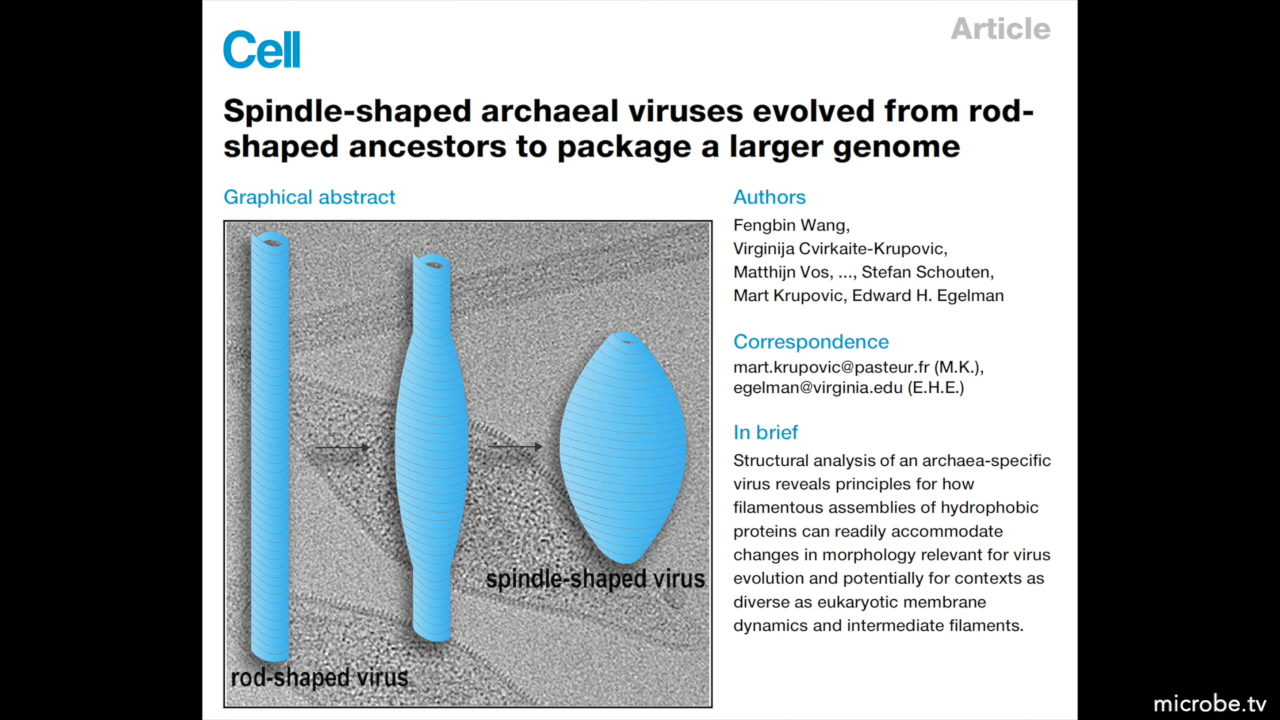 Article
Cell
Spindle-shaped archaeal viruses evolved from rod-
shaped ancestors to package a larger genome
Graphical abstract
rod-shaped virus
spindle-shaped virus
Authors
Fengbin Wang,
Virginija Cvirkaite-Krupovic,
Matthijn Vos, ..., Stefan Schouten,
Mart Krupovic, Edward H. Egelman
Correspondence
mart.krupovic@pasteur.fr (M.K.),
egelman@virginia.edu (E.H.E.)
In brief
Structural analysis of an archaea-specific
virus reveals principles for how
filamentous assemblies of hydrophobic
proteins can readily accommodate
changes in morphology relevant for virus
evolution and potentially for contexts as
diverse as eukaryotic membrane
dynamics and intermediate filaments.
microbe.tv